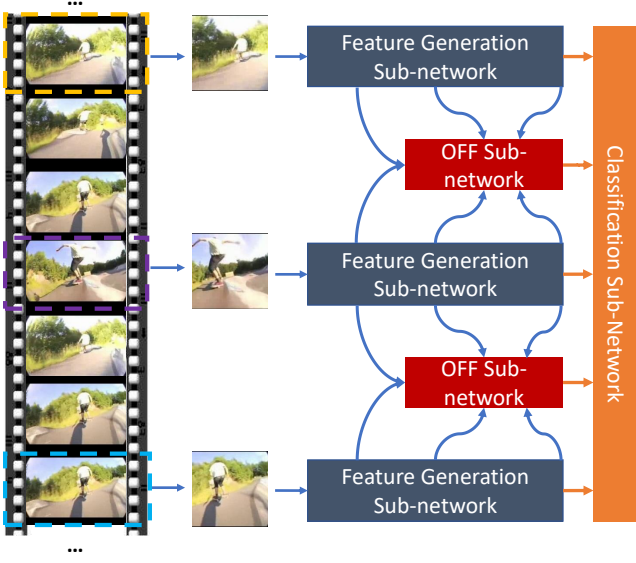 ...
Feature Generation
Sub-network
OFF Sub-
network
Feature Generation
Sub-network
OFF Sub-
network
Feature Generation
Sub-network
Classification Sub-Network
...